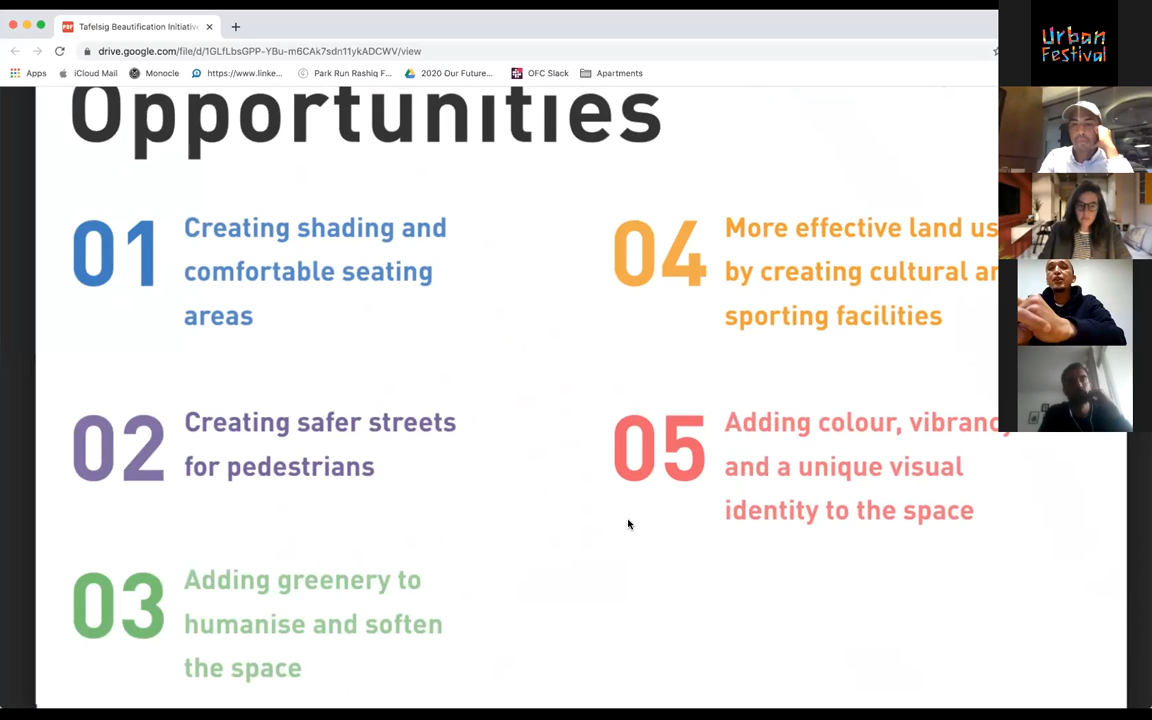 Tafelsig Beautification Initiativ
drive.google.com/file/d/1GLfLbsGPP-YBu-m6CAk7sdn11ykADCWV/view
Apps
iCloud Mail
Monocle
https://www.linke...
Park Run Rashiq F...
2020 Our Future...
OFC Slack
Apartments
Urban
Festival
Opportunities
01
Creating shading and
comfortable seating
areas
02
Creating safer streets
for pedestrians
03
Adding greenery to
humanise and soften
the space
04
More effective land us
by creating cultural an
sporting facilities
05
Adding colour, vibrancy
and a unique visual
identity to the space